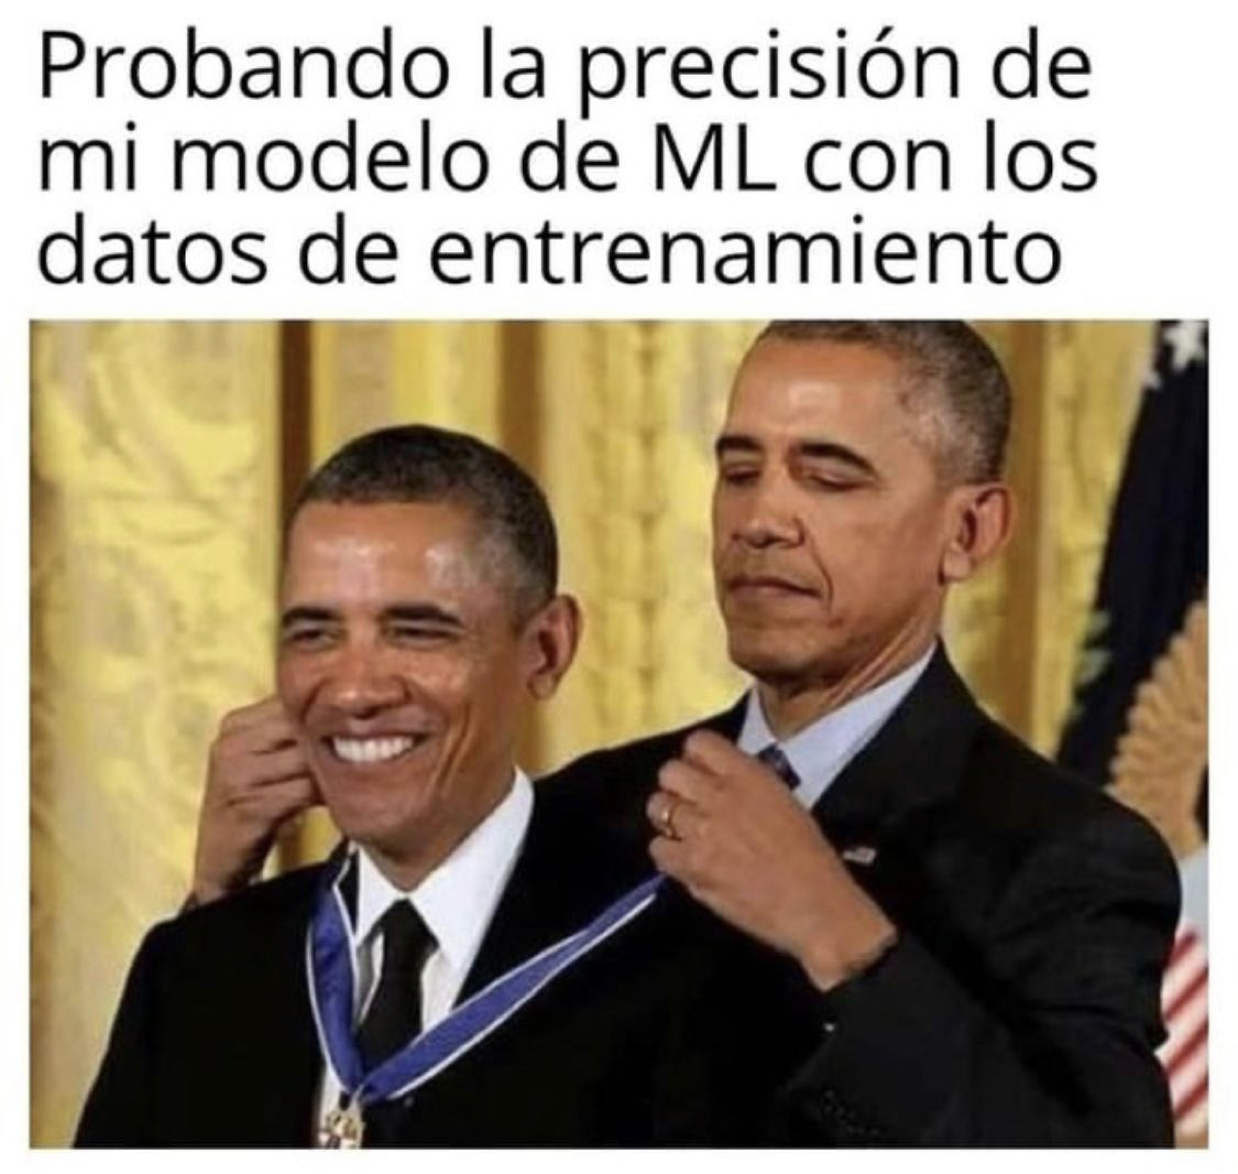 Probando la precisión de
mi modelo de ML con los
datos de entrenamiento